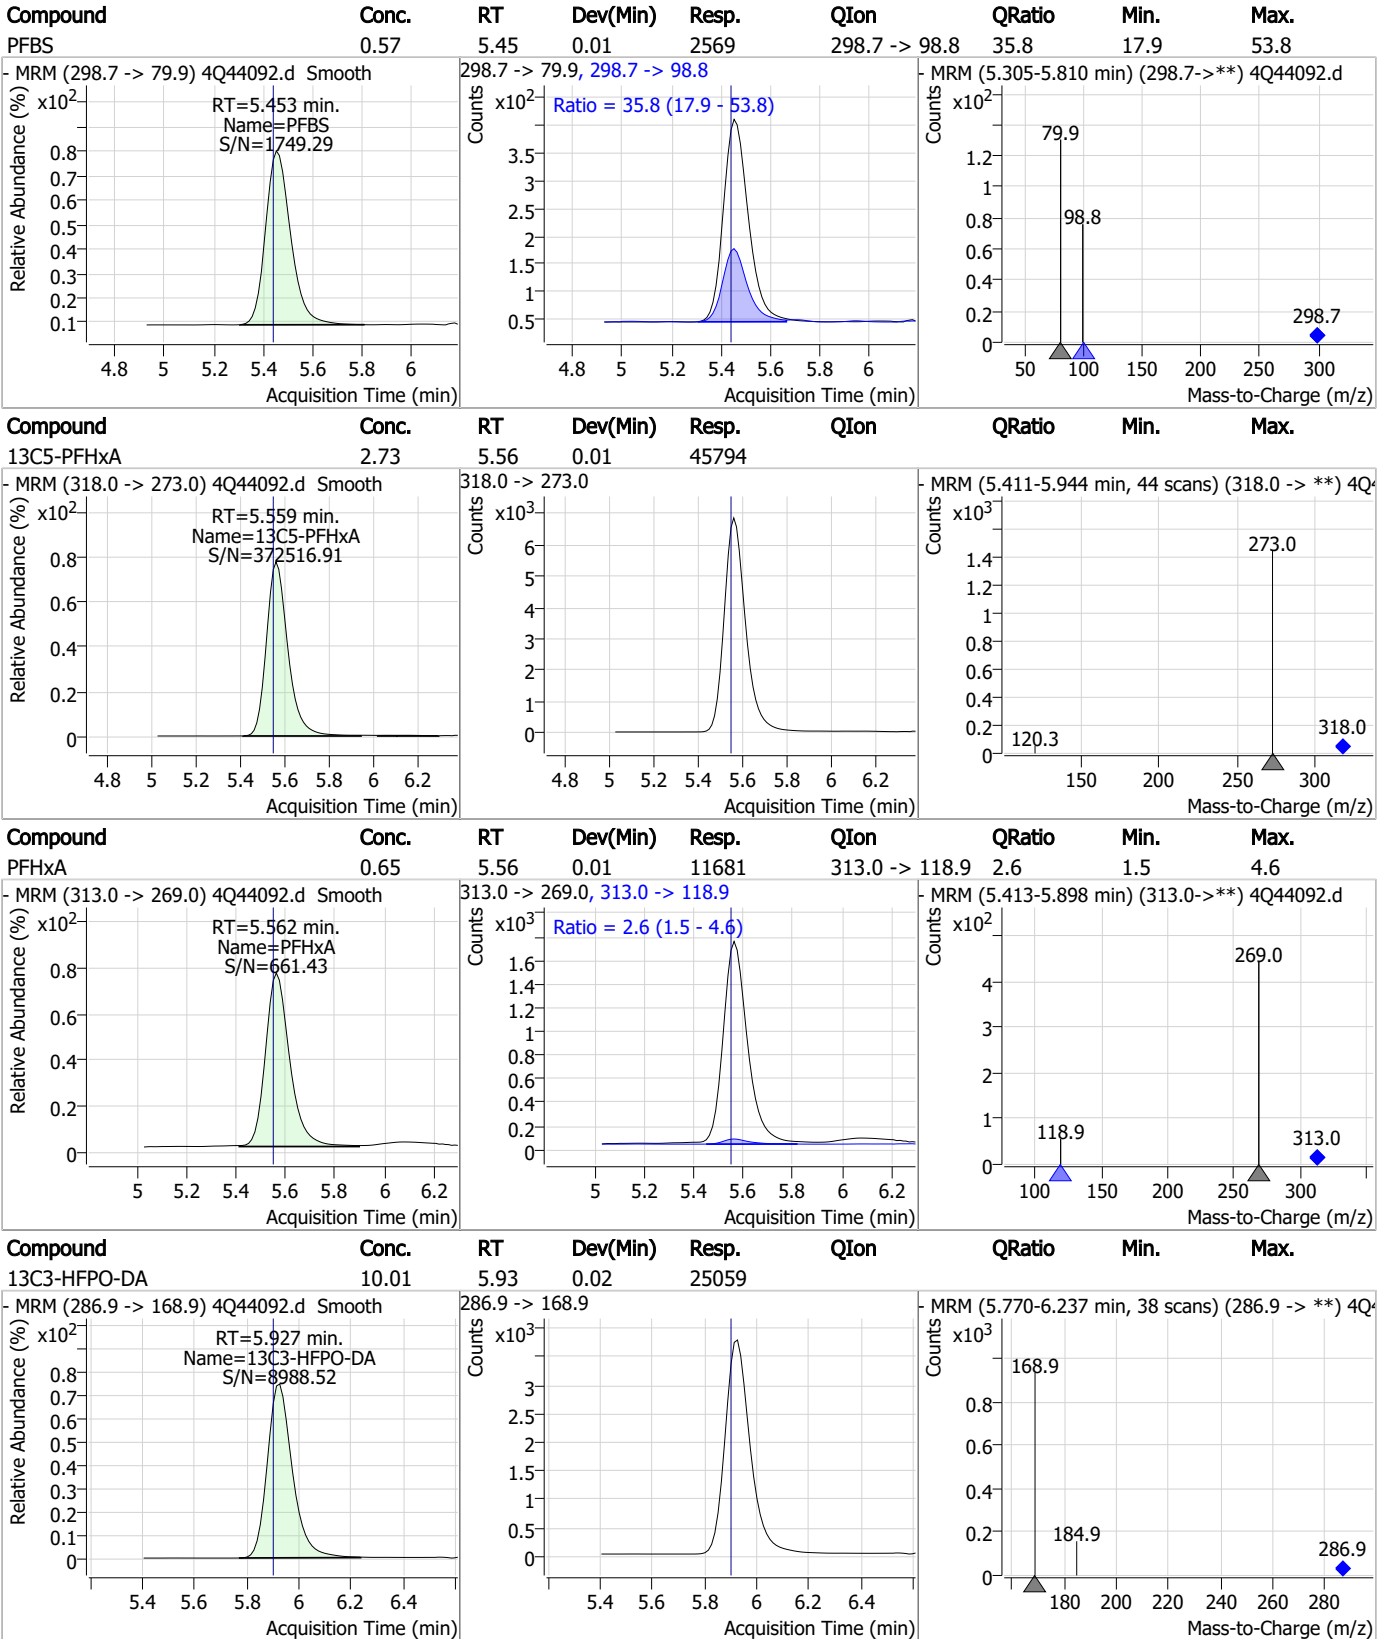 Compound Conc. RT Dev(Min) Resp. QIon QRatio Min. Max.
PFBS 0.57 5.45 0.01 2569 298.7 -> 98.8 35.8 17.9 53.8
- MRM (298.7 -> 79.9) 4Q44092.d Smooth
Relative Abundance (%)
x10²
RT=5.453 min.
Name=PFBS
S/N=1749.29
0.8
0.7
0.6
0.5
0.4
0.3
0.2
0.1
4.8 5 5.2 5.4 5.6 5.8 6
Acquisition Time (min)
298.7 -> 79.9, 298.7 -> 98.8
Counts
x10²
Ratio = 35.8 (17.9 - 53.8)
3.5
3
2.5
2
1.5
1
0.5
4.8 5 5.2 5.4 5.6 5.8 6
Acquisition Time (min)
- MRM (5.305-5.810 min) (298.7->**) 4Q44092.d
Counts
x10²
79.9
98.8
298.7
1.2
1
0.8
0.6
0.4
0.2
0
50 100 150 200 250 300
Mass-to-Charge (m/z)
Compound Conc. RT Dev(Min) Resp. QIon QRatio Min. Max.
13C5-PFHxA 2.73 5.56 0.01 45794
- MRM (318.0 -> 273.0) 4Q44092.d Smooth
Relative Abundance (%)
x10²
RT=5.559 min.
Name=13C5-PFHxA
S/N=372516.91
0.8
0.6
0.4
0.2
0
4.8 5 5.2 5.4 5.6 5.8 6 6.2
Acquisition Time (min)
318.0 -> 273.0
Counts
x10³
6
5
4
3
2
1
0
4.8 5 5.2 5.4 5.6 5.8 6 6.2
Acquisition Time (min)
- MRM (5.411-5.944 min, 44 scans) (318.0 -> **) 4Q4
Counts
x10³
273.0
318.0
120.3
1.4
1.2
1
0.8
0.6
0.4
0.2
0
150 200 250 300
Mass-to-Charge (m/z)
Compound Conc. RT Dev(Min) Resp. QIon QRatio Min. Max.
PFHxA 0.65 5.56 0.01 11681 313.0 -> 118.9 2.6 1.5 4.6
- MRM (313.0 -> 269.0) 4Q44092.d Smooth
Relative Abundance (%)
x10²
RT=5.562 min.
Name=PFHxA
S/N=661.43
0.8
0.6
0.4
0.2
0
5 5.2 5.4 5.6 5.8 6 6.2
Acquisition Time (min)
313.0 -> 269.0, 313.0 -> 118.9
Counts
x10³
Ratio = 2.6 (1.5 - 4.6)
1.6
1.4
1.2
1
0.8
0.6
0.4
0.2
0
5 5.2 5.4 5.6 5.8 6 6.2
Acquisition Time (min)
- MRM (5.413-5.898 min) (313.0->**) 4Q44092.d
Counts
x10²
269.0
118.9
313.0
4
3
2
1
0
100 150 200 250 300
Mass-to-Charge (m/z)
Compound Conc. RT Dev(Min) Resp. QIon QRatio Min. Max.
13C3-HFPO-DA 10.01 5.93 0.02 25059
- MRM (286.9 -> 168.9) 4Q44092.d Smooth
Relative Abundance (%)
x10²
RT=5.927 min.
Name=13C3-HFPO-DA
S/N=8988.52
0.8
0.7
0.6
0.5
0.4
0.3
0.2
0.1
0
5.4 5.6 5.8 6 6.2 6.4
Acquisition Time (min)
286.9 -> 168.9
Counts
x10³
3
2.5
2
1.5
1
0.5
0
5.4 5.6 5.8 6 6.2 6.4
Acquisition Time (min)
- MRM (5.770-6.237 min, 38 scans) (286.9 -> **) 4Q4
Counts
x10³
168.9
184.9
286.9
0.8
0.6
0.4
0.2
0
180 200 220 240 260 280
Mass-to-Charge (m/z)